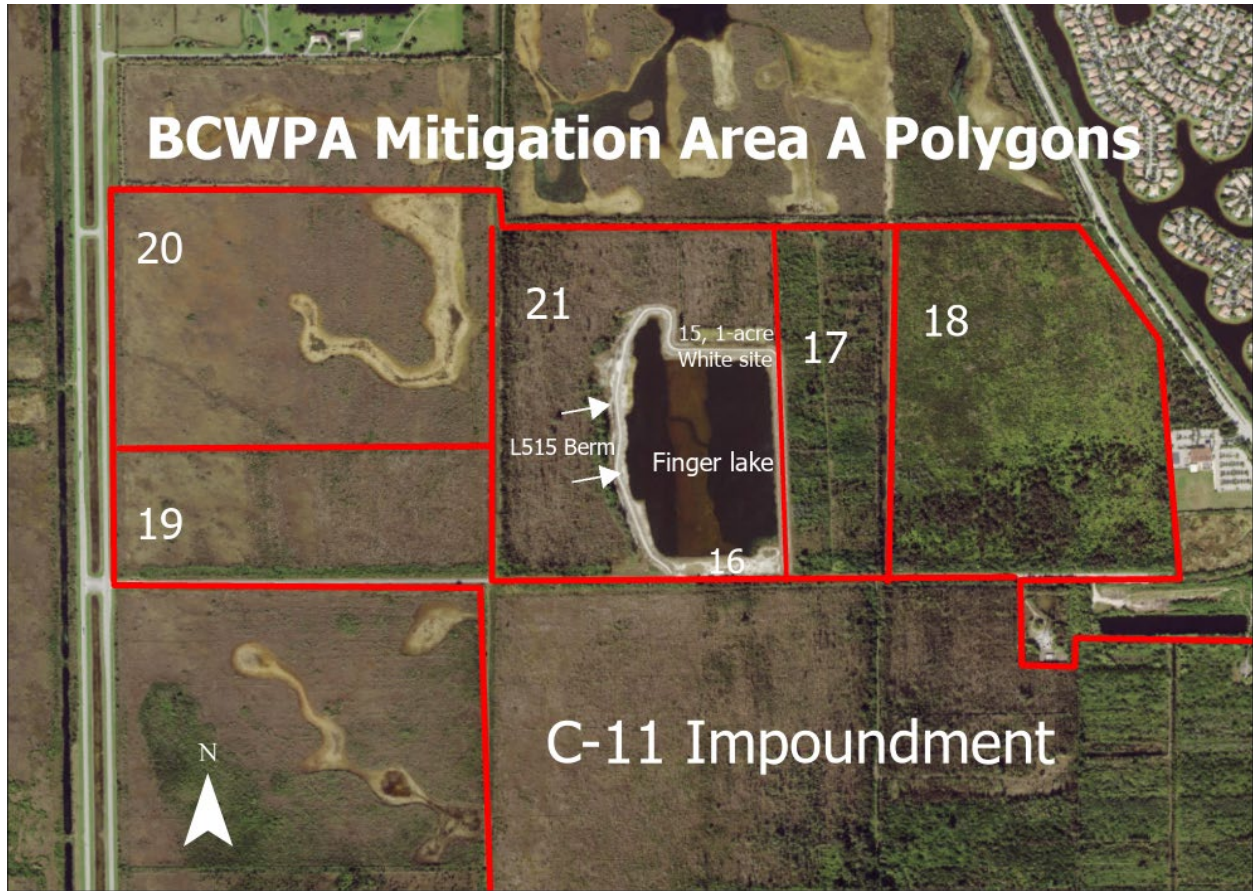 BCWPA Mitigation Area A Polygons
20
21
15, 1-acre
White site
17
18
L515 Berm
Finger lake
19
16
C-11 Impoundment
N